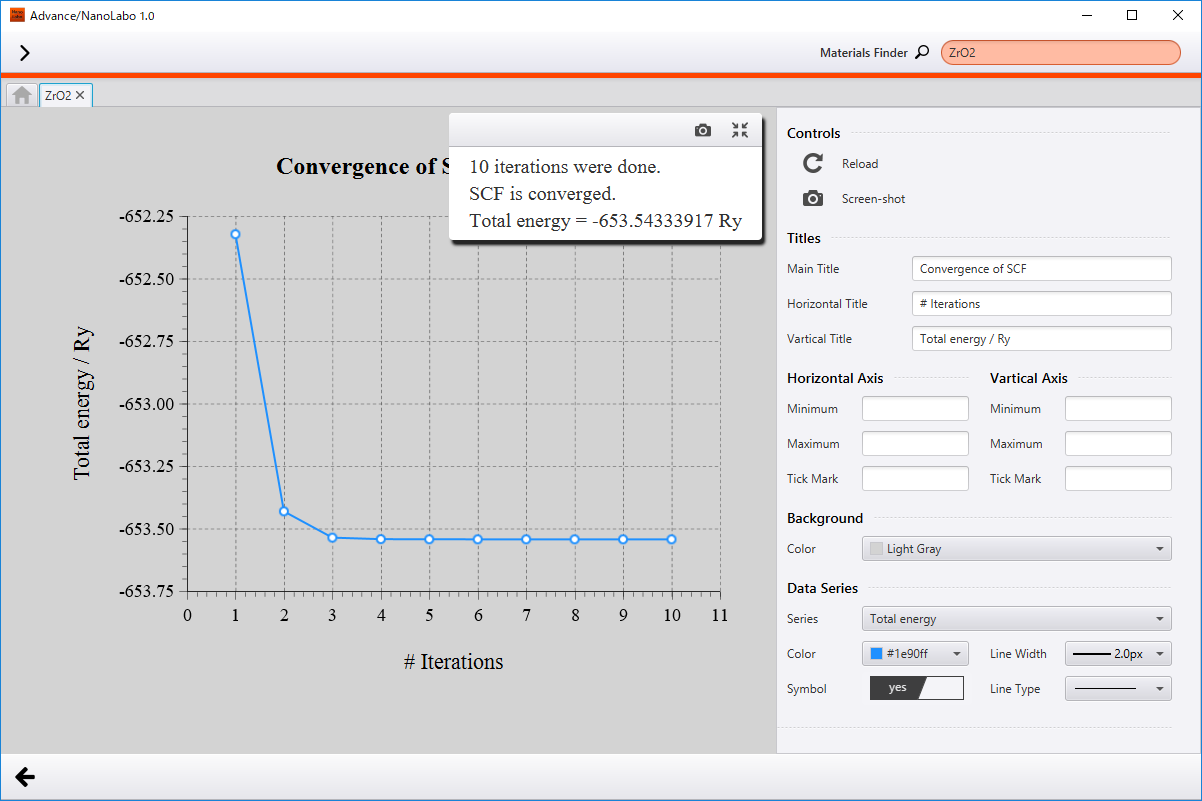 Advance/NanoLabo 1.0
Materials Finder
ZrO2
ZrO2
Convergence of S
10 iterations were done.
SCF is converged.
Total energy = -653.54333917 Ry
-652.25
-652.50
-652.75
-653.00
-653.25
-653.50
-653.75
Total energy / Ry
0 1 2 3 4 5 6 7 8 9 10 11
# Iterations
Controls
Reload
Screen-shot
Titles
Main Title Convergence of SCF
Horizontal Title # Iterations
Vartical Title Total energy / Ry
Horizontal Axis Vartical Axis
Minimum Minimum
Maximum Maximum
Tick Mark Tick Mark
Background
Color Light Gray
Data Series
Series Total energy
Color #1e90ff Line Width 2.0px
Symbol yes Line Type